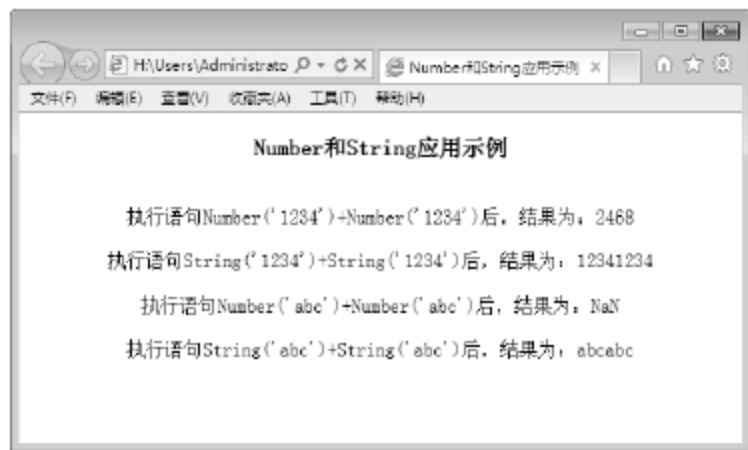 H:\Users\Administrato
Number和String应用示例
文件(F) 编辑(E) 查看(V) 收藏夹(A) 工具(T) 帮助(H)
Number和String应用示例
执行语句Number('1234')+Number('1234')后，结果为：2468
执行语句String('1234')+String('1234')后，结果为：12341234
执行语句Number('abc')+Number('abc')后，结果为：NaN
执行语句String('abc')+String('abc')后，结果为：abcabc